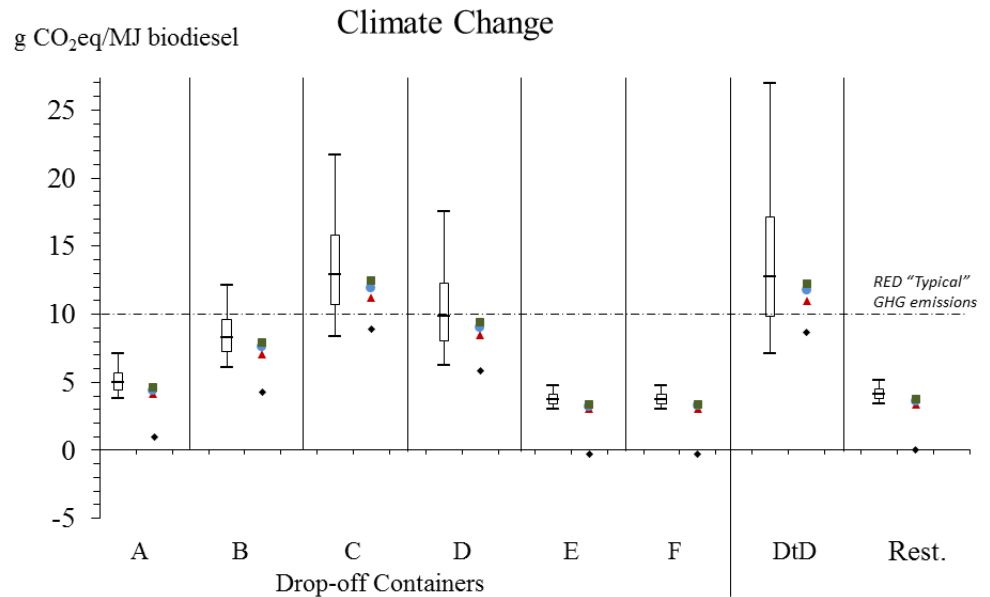 Climate Change
g CO₂eq/MJ biodiesel
25
20
15
RED “Typical”
GHG emissions
10
5
0
-5
A B C D E F DtD Rest.
Drop-off Containers